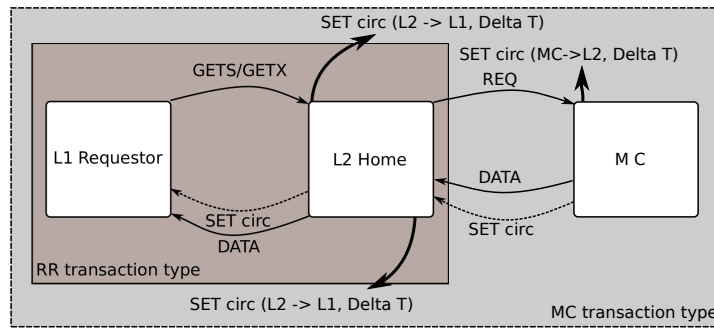 SET circ (L2 -> L1, Delta T)
SET circ (MC->L2, Delta T)
GETS/GETX
REQ
L1 Requestor
L2 Home
M C
DATA
SET circ
SET circ
DATA
RR transaction type
SET circ (L2 -> L1, Delta T)
MC transaction type